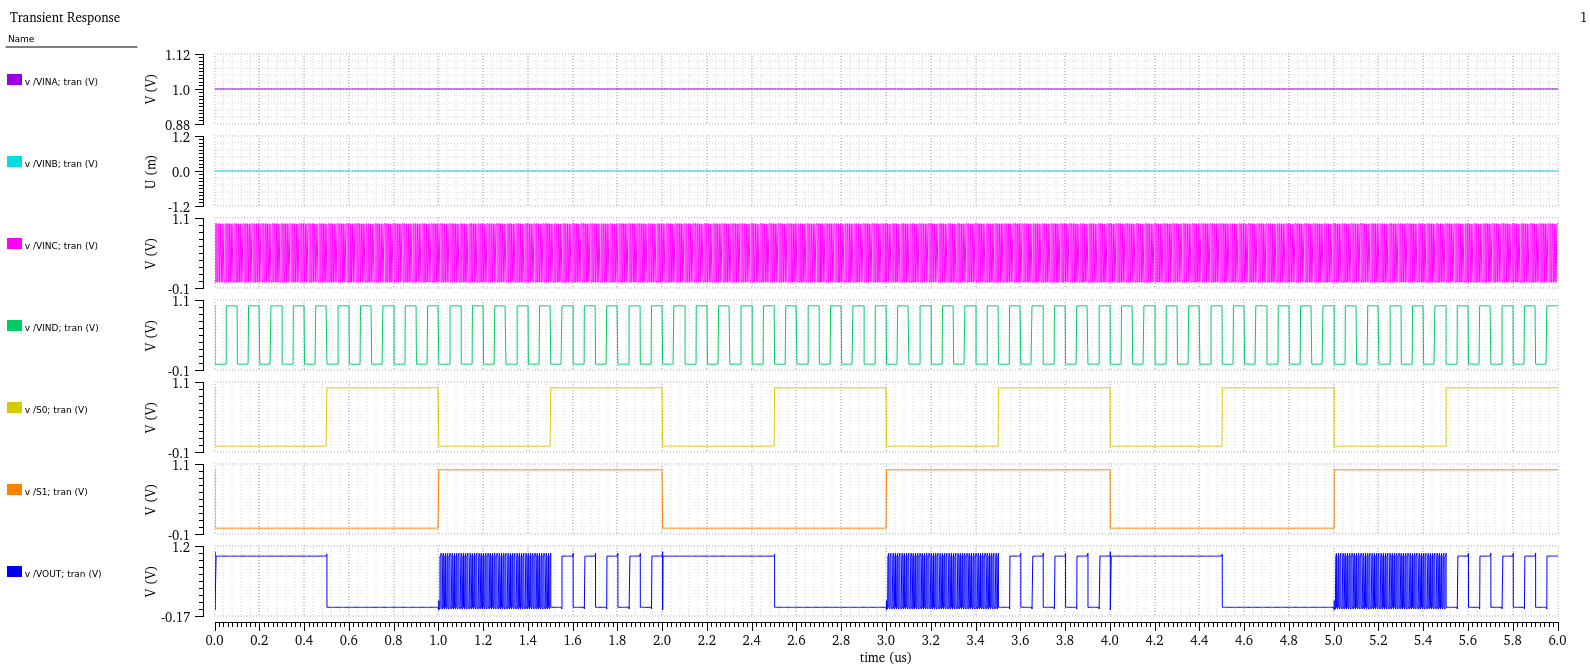 Transient Response
1
Name
v /VINA; tran (V)
V (V)
1.12
1.0
0.88
v /VINB; tran (V)
U (m)
1.2
0.0
-1.2
v /VINC; tran (V)
V (V)
1.1
-0.1
v /VIND; tran (V)
V (V)
1.1
-0.1
v /S0; tran (V)
V (V)
1.1
-0.1
v /S1; tran (V)
V (V)
1.1
-0.1
v /VOUT; tran (V)
V (V)
1.2
-0.17
0.0 0.2 0.4 0.6 0.8 1.0 1.2 1.4 1.6 1.8 2.0 2.2 2.4 2.6 2.8 3.0 3.2 3.4 3.6 3.8 4.0 4.2 4.4 4.6 4.8 5.0 5.2 5.4 5.6 5.8 6.0
time (us)